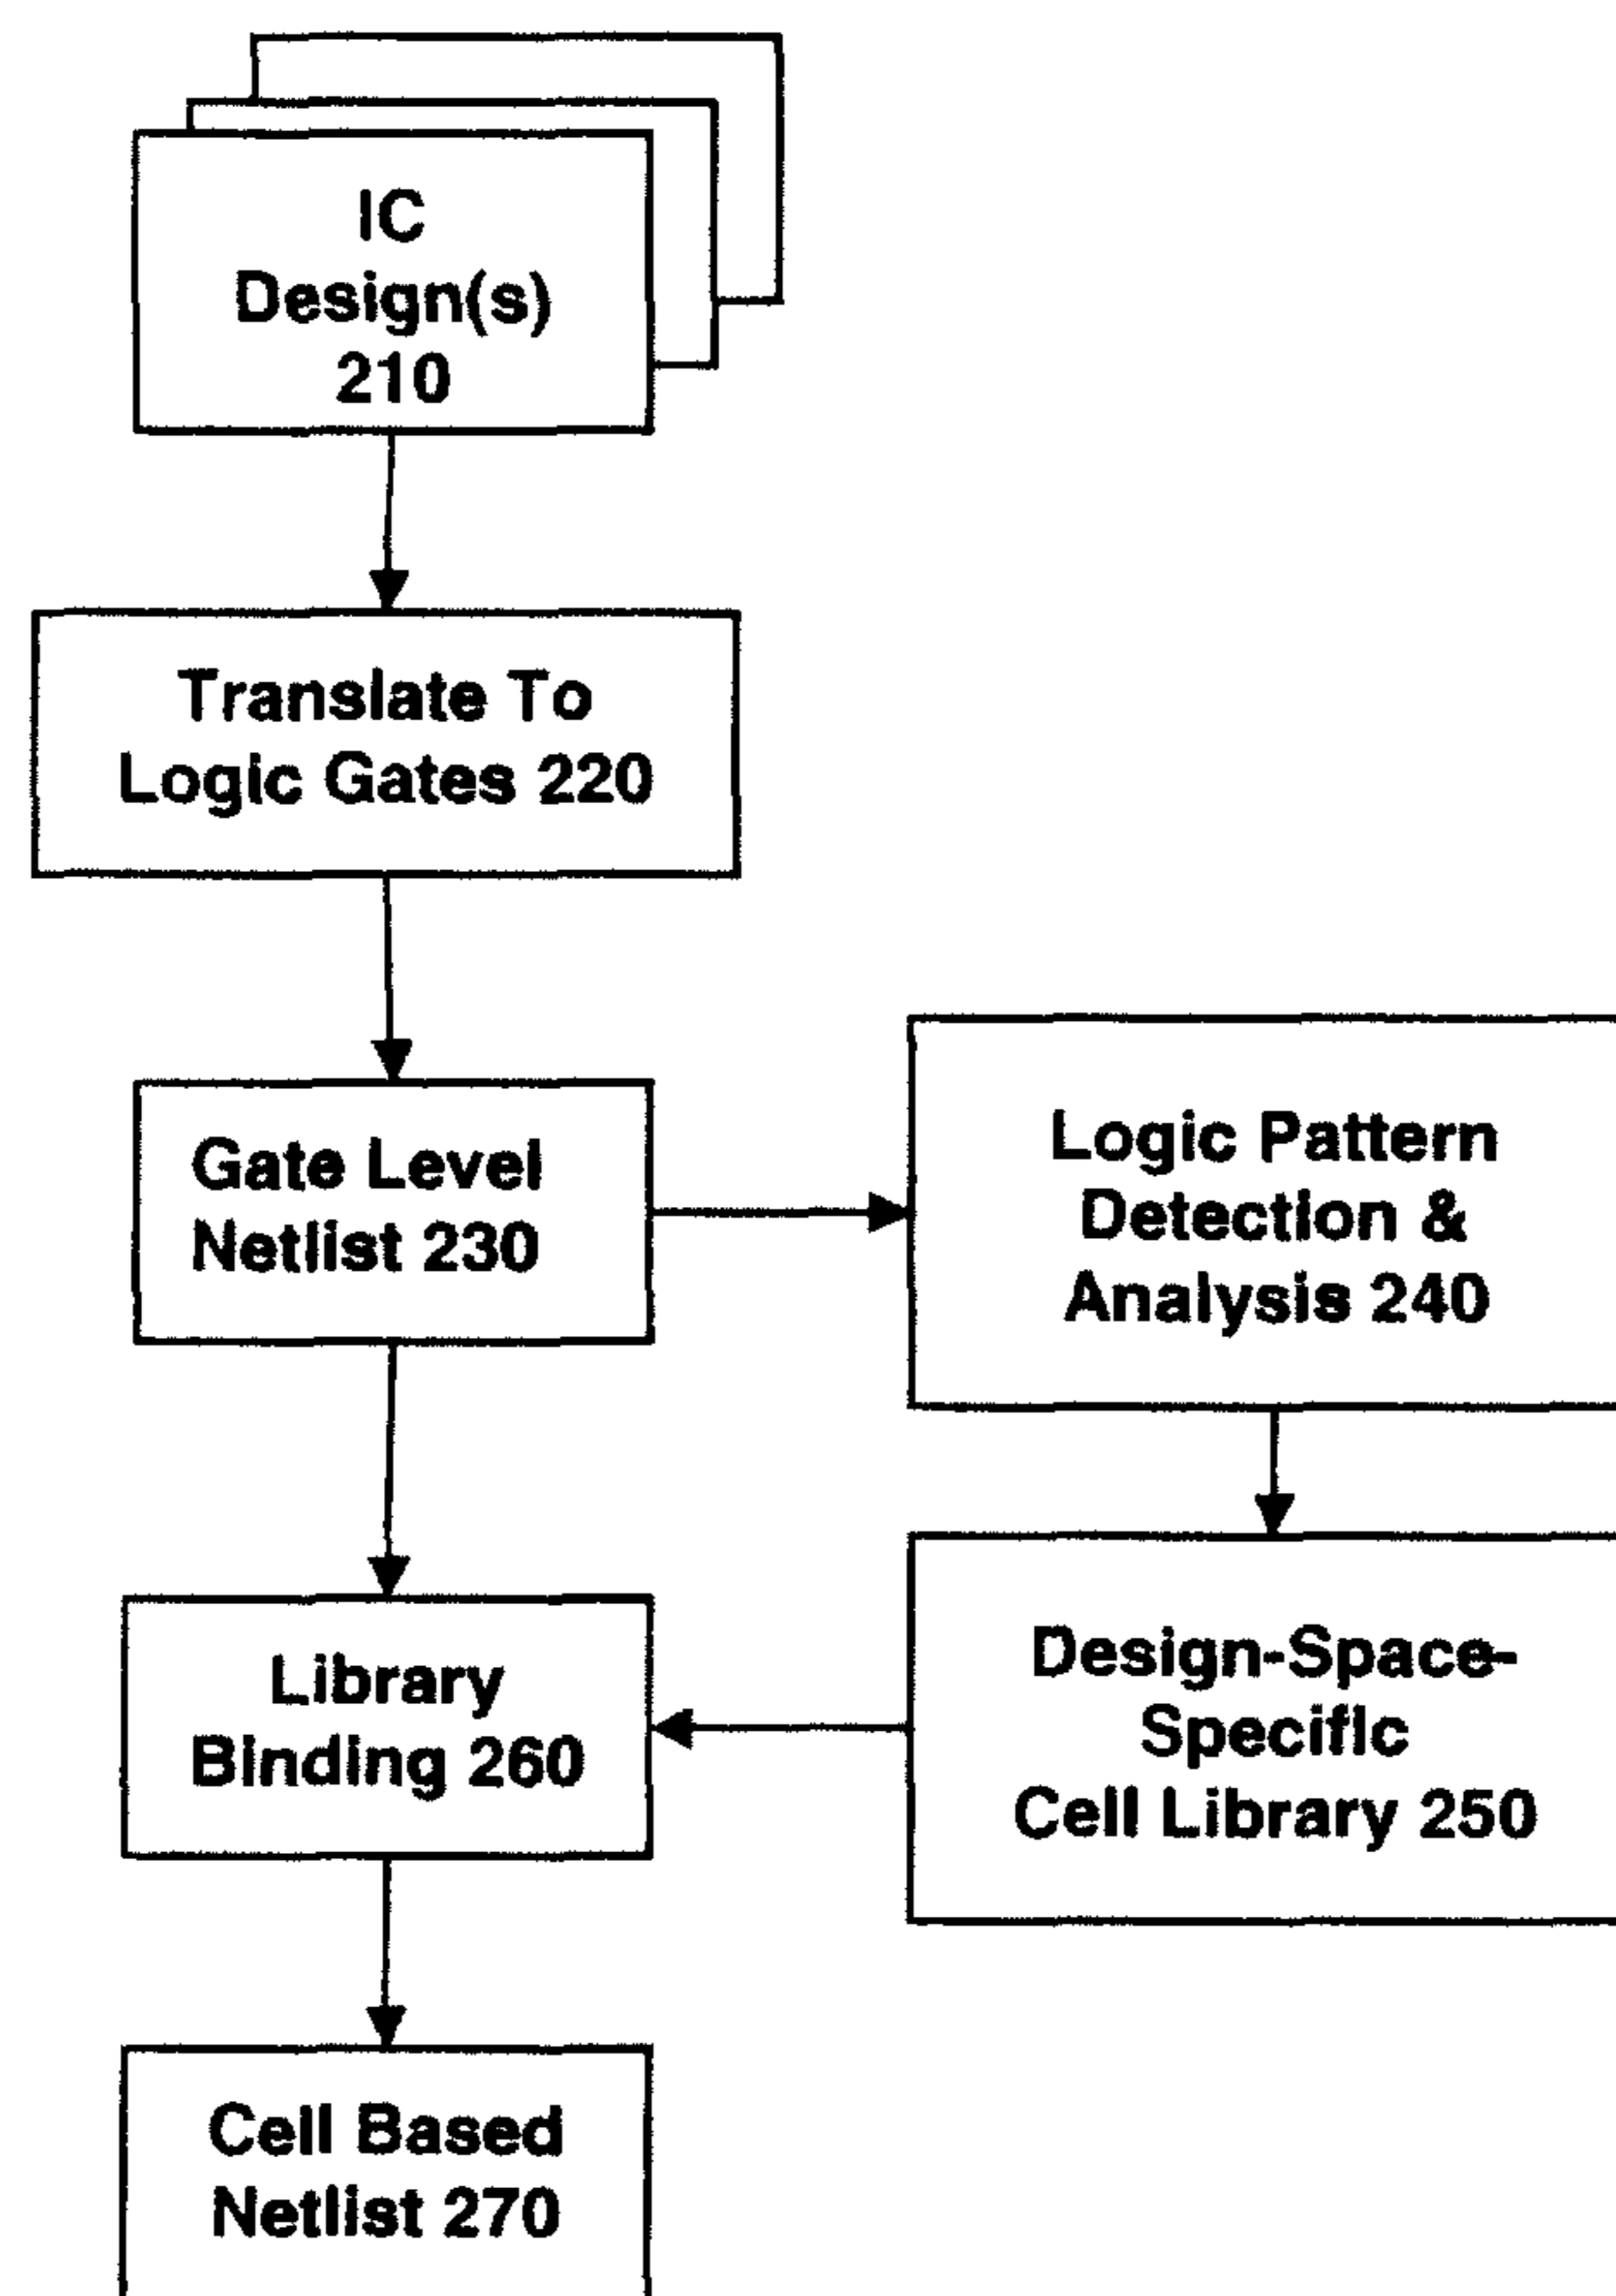 IC
Design(s)
210
Translate To
Logic Gates 220
Gate Level
Netlist 230
Logic Pattern
Detection &
Analysis 240
Library
Binding 260
Design-Space-
Specific
Cell Library 250
Cell Based
Netlist 270